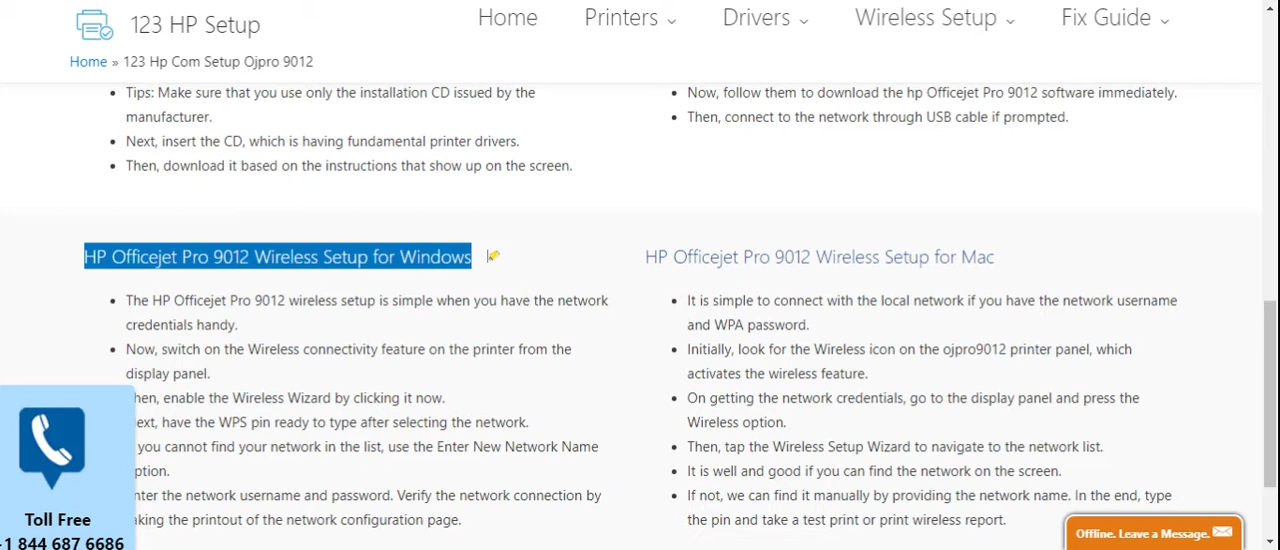 123 HP Setup
Home
Printers
Drivers
Wireless Setup
Fix Guide
Home » 123 Hp Com Setup Ojpro 9012
Tips: Make sure that you use only the installation CD issued by the
manufacturer.
Next, insert the CD, which is having fundamental printer drivers.
Then, download it based on the instructions that show up on the screen.
Now, follow them to download the hp Officejet Pro 9012 software immediately.
Then, connect to the network through USB cable if prompted.
HP Officejet Pro 9012 Wireless Setup for Windows
The HP Officejet Pro 9012 wireless setup is simple when you have the network
credentials handy.
Now, switch on the Wireless connectivity feature on the printer from the
display panel.
hen, enable the Wireless Wizard by clicking it now.
ext, have the WPS pin ready to type after selecting the network.
you cannot find your network in the list, use the Enter New Network Name
ption.
nter the network username and password. Verify the network connection by
aking the printout of the network configuration page.
HP Officejet Pro 9012 Wireless Setup for Mac
It is simple to connect with the local network if you have the network username
and WPA password.
Initially, look for the Wireless icon on the ojpro9012 printer panel, which
activates the wireless feature.
On getting the network credentials, go to the display panel and press the
Wireless option.
Then, tap the Wireless Setup Wizard to navigate to the network list.
It is well and good if you can find the network on the screen.
If not, we can find it manually by providing the network name. In the end, type
the pin and take a test print or print wireless report.
Toll Free
+1 844 687 6686
Offline. Leave a Message.